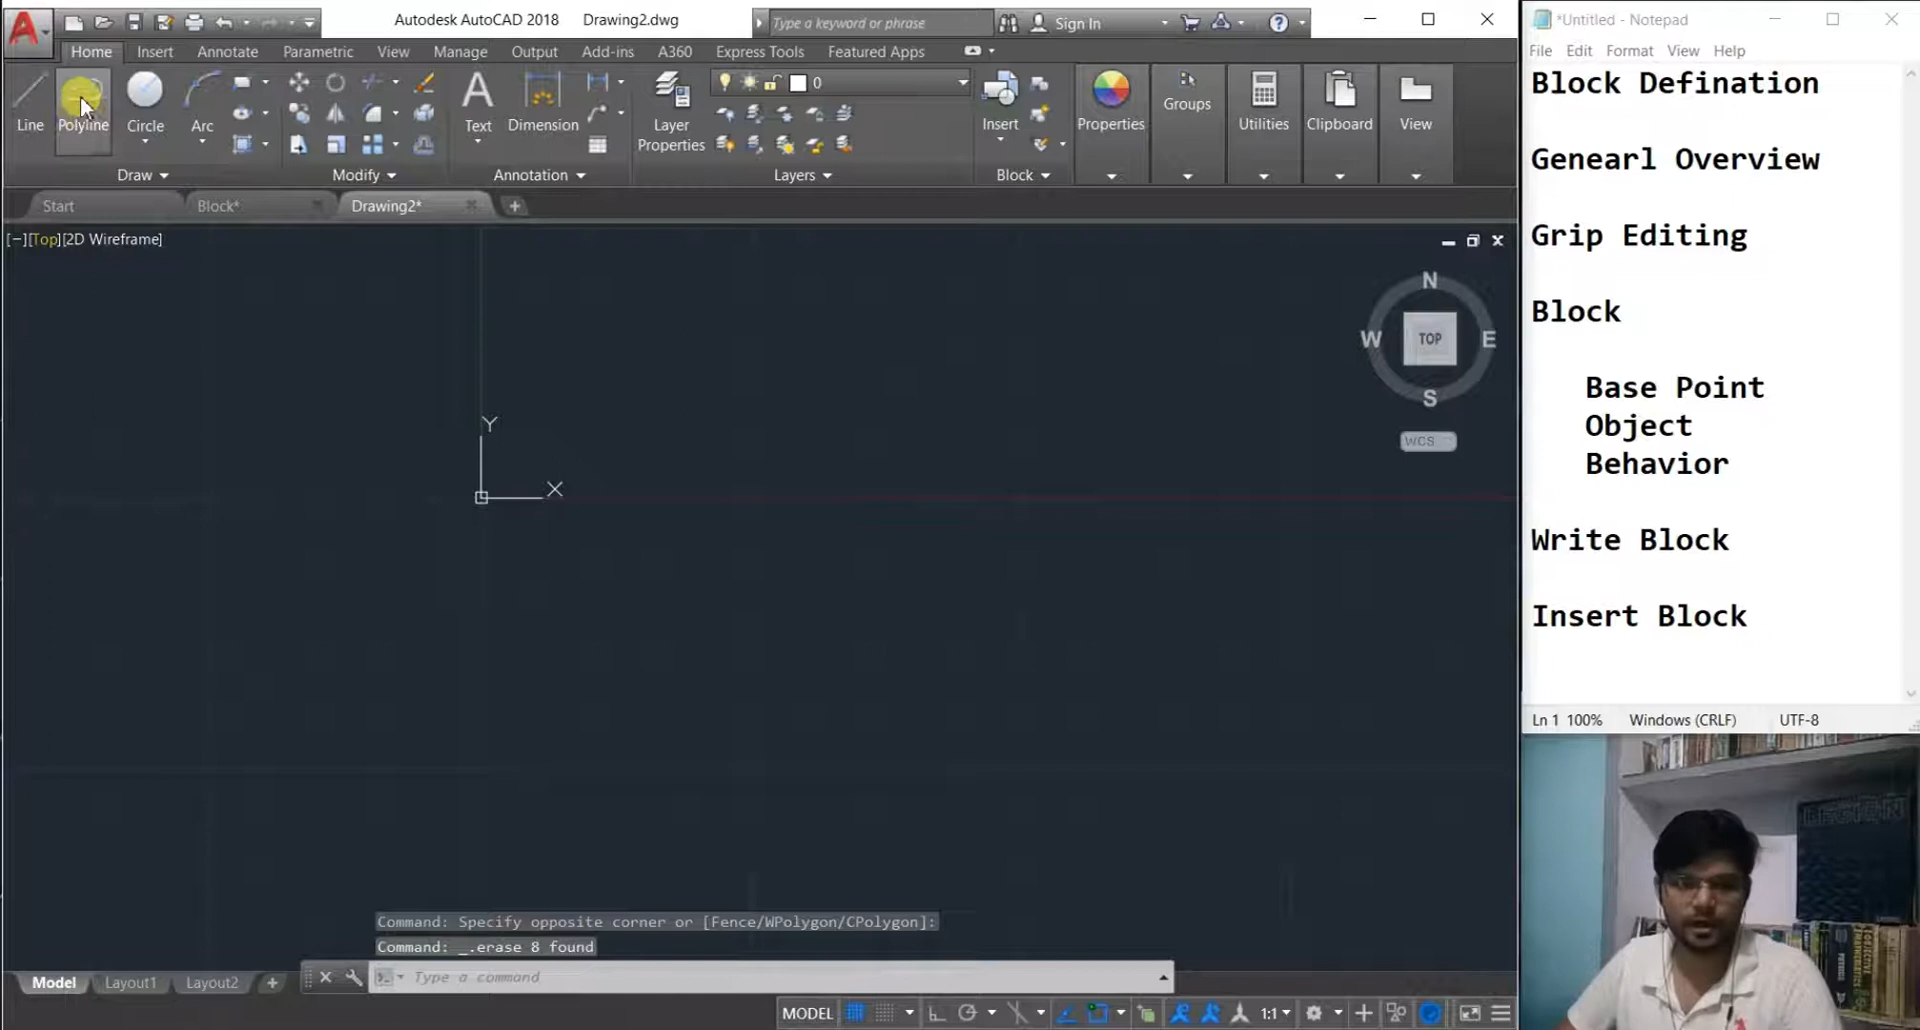 Autodesk AutoCAD 2018 Drawing2.dwg
Type a keyword or phrase
Sign In
Home Insert Annotate Parametric View Manage Output Add-ins A360 Express Tools Featured Apps
Line Polyline Circle Arc
Text Dimension
Layer Properties
0
Insert
Properties
Groups
Utilities
Clipboard
View
Draw Modify Annotation Layers Block
Start Block* Drawing2*
[−][Top][2D Wireframe]
N
W TOP E
S
WCS
Y
X
Command: Specify opposite corner or [Fence/WPolygon/CPolygon]:
Command: _.erase 8 found
Type a command
Model Layout1 Layout2
MODEL 1:1
*Untitled - Notepad
File Edit Format View Help
Block Defination
Genearl Overview
Grip Editing
Block
Base Point
Object
Behavior
Write Block
Insert Block
Ln 1 100% Windows (CRLF) UTF-8